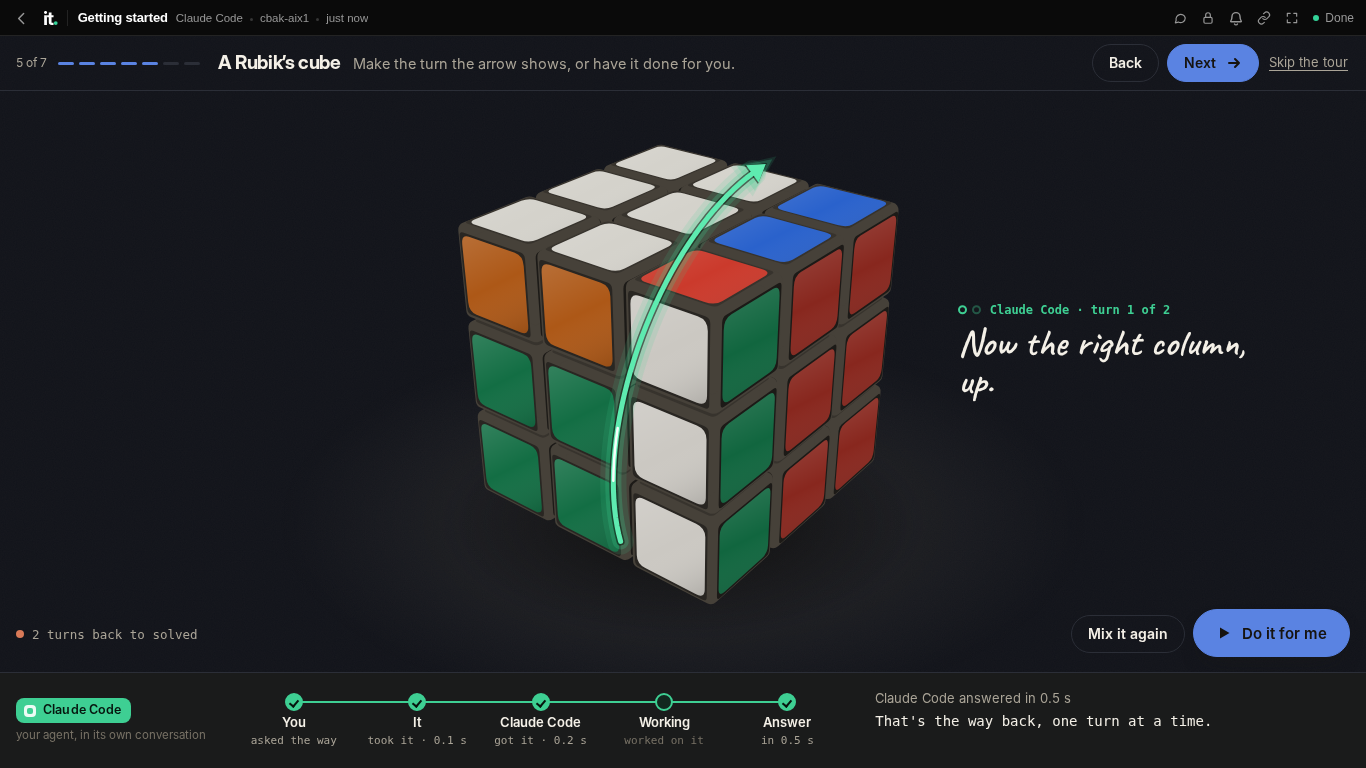 it. Getting started Claude Code • cbak-aix1 • just now Done
5 of 7 A Rubik's cube Make the turn the arrow shows, or have it done for you. Back Next Skip the tour
Claude Code · turn 1 of 2
Now the right column,
up.
2 turns back to solved Mix it again Do it for me
Claude Code
your agent, in its own conversation
You It Claude Code Working Answer
asked the way took it · 0.1 s got it · 0.2 s worked on it in 0.5 s
Claude Code answered in 0.5 s
That's the way back, one turn at a time.